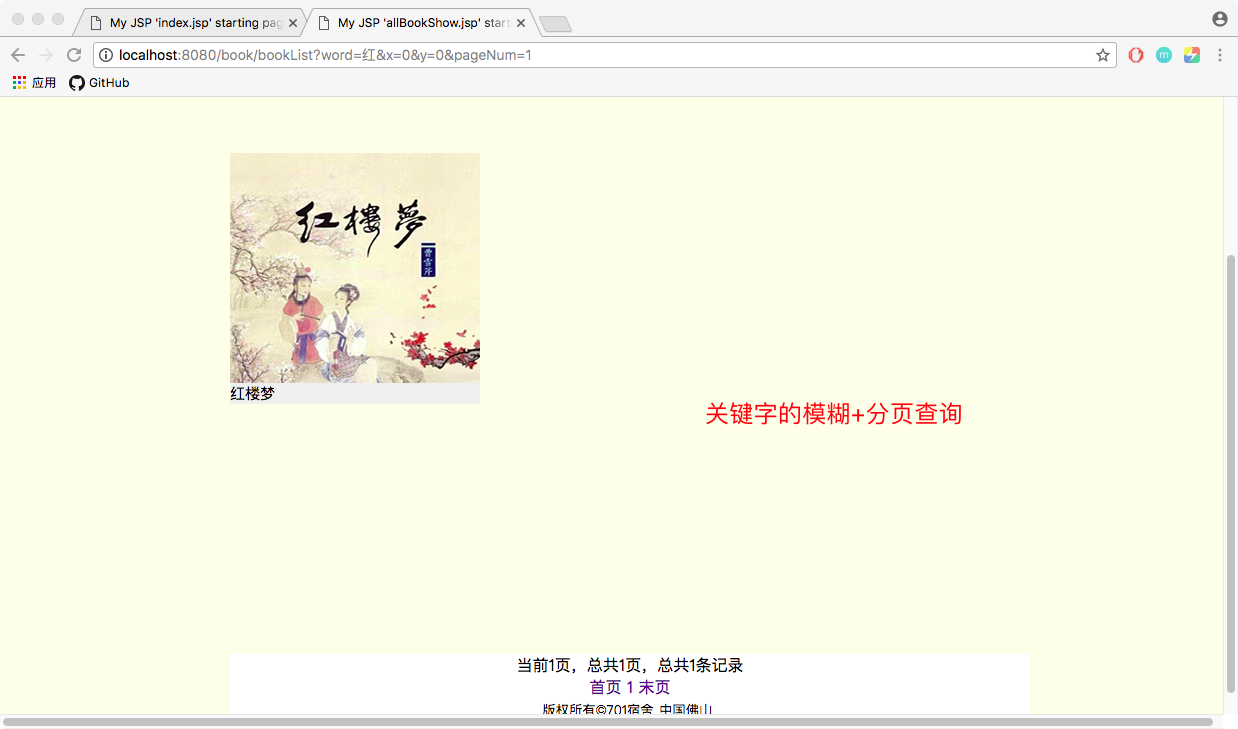 My JSP 'index.jsp' starting pag
My JSP 'allBookShow.jsp' start
localhost:8080/book/bookList?word=红&x=0&y=0&pageNum=1
应用
GitHub
红楼夢
曹雪芹
红楼梦
关键字的模糊+分页查询
当前1页，总共1页，总共1条记录
首页 1 末页
版权所有©701宿舍 中国佛山